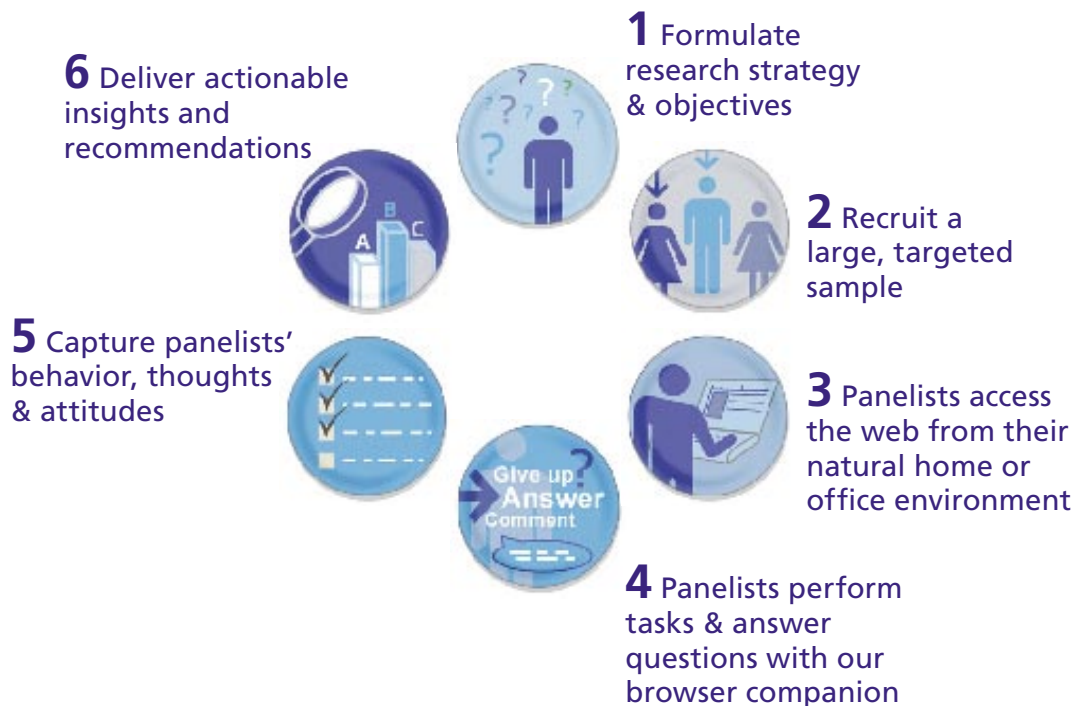 1 Formulate
research strategy
& objectives
2 Recruit a
large, targeted
sample
3 Panelists access
the web from their
natural home or
office environment
4 Panelists perform
tasks & answer
questions with our
browser companion
Give up
Answer
Comment
?
5 Capture panelists’
behavior, thoughts
& attitudes
6 Deliver actionable
insights and
recommendations
A
B
C
? ? ? ? ? ? ? ?